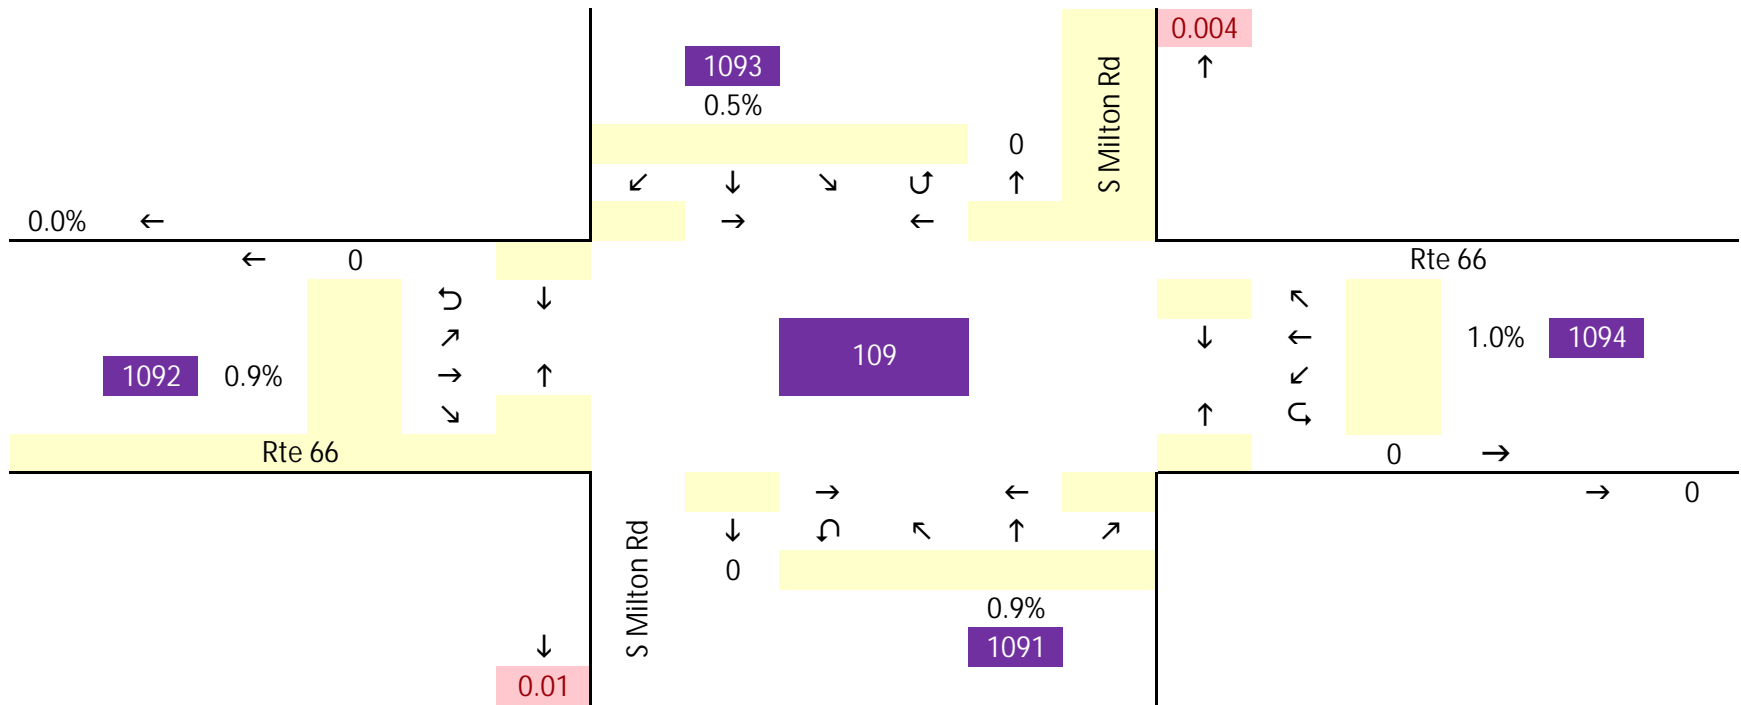 0.004
1093
↑
0.5%
S Milton Rd
0
↙ ↓ ↘ ⮍ ↑
0.0% ← → ←
← 0 Rte 66
⮌ ↓ ↖
↗ 109 ↓ ← 1.0% 1094
1092 0.9% → ↑ ↙
↘ ↑ ⮎
Rte 66 0 →
→ ← → 0
S Milton Rd
↓ ⮏ ↖ ↑ ↗
0
0.9%
↓ 1091
0.01